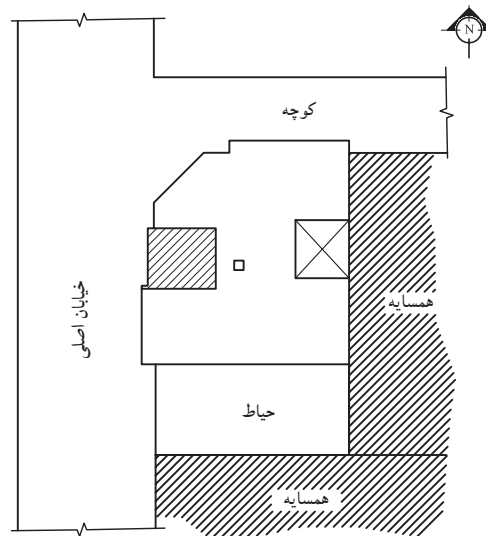 N
کوچه
همسایه
خیابان اصلی
حیاط
همسایه